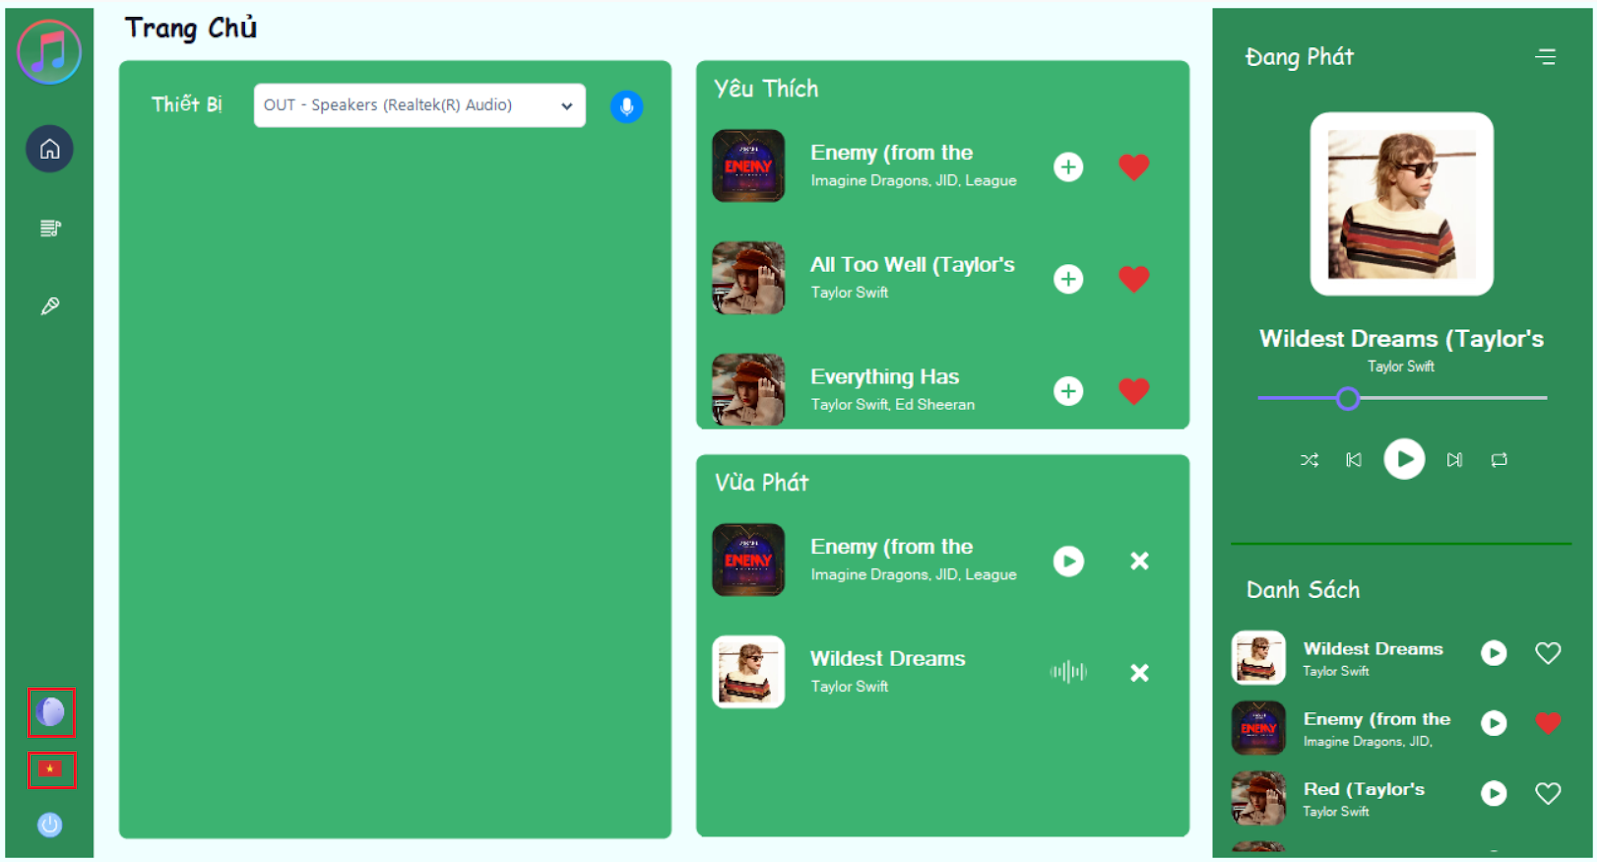 Trang Chủ
Thiết Bị
OUT - Speakers (Realtek(R) Audio)
Yêu Thích
ENEMY
Enemy (from the
Imagine Dragons, JID, League
All Too Well (Taylor's
Taylor Swift
Everything Has
Taylor Swift, Ed Sheeran
Vừa Phát
ENEMY
Enemy (from the
Imagine Dragons, JID, League
Wildest Dreams
Taylor Swift
Đang Phát
Wildest Dreams (Taylor's
Taylor Swift
Danh Sách
Wildest Dreams
Taylor Swift
ENEMY
Enemy (from the
Imagine Dragons, JID,
Red (Taylor's
Taylor Swift